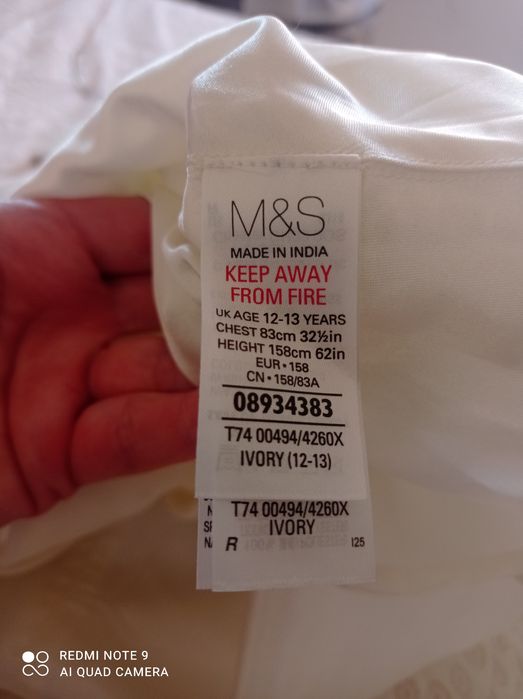 M&S
MADE IN INDIA
KEEP AWAY
FROM FIRE
UK AGE 12-13 YEARS
CHEST 83cm 32½in
HEIGHT 158cm 62in
EUR•158
CN•158/83A
08934383
T74 00494/4260X
IVORY (12-13)
T74 00494/4260X
IVORY
R
REDMI NOTE 9
AI QUAD CAMERA